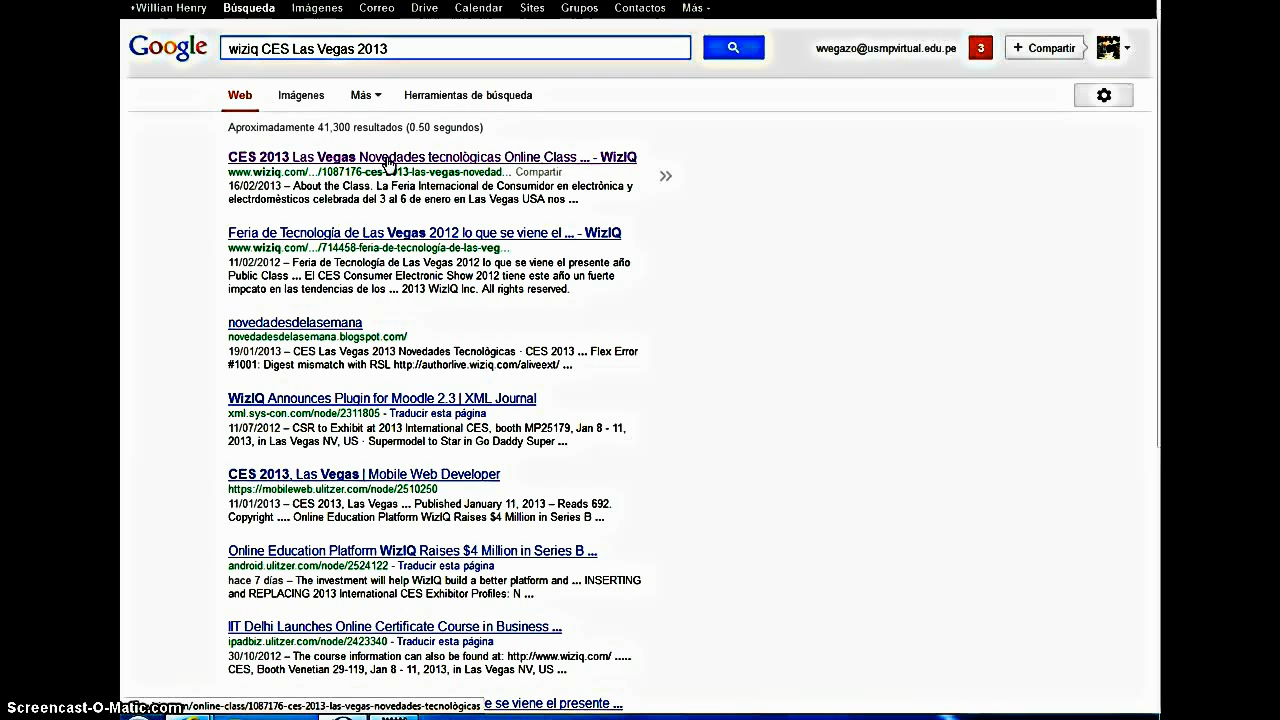 +Willian Henry Búsqueda Imágenes Correo Drive Calendar Sites Grupos Contactos Más -
Google wiziq CES Las Vegas 2013 wvegazo@usmpvirtual.edu.pe 3 + Compartir
Web Imágenes Más Herramientas de búsqueda
Aproximadamente 41,300 resultados (0.50 segundos)
CES 2013 Las Vegas Novedades tecnològicas Online Class ... - WizIQ
www.wiziq.com/.../1087176-ces-2013-las-vegas-novedad... Compartir
16/02/2013 – About the Class. La Feria Internacional de Consumidor en electrònica y
electrdomèsticos celebrada del 3 al 6 de enero en Las Vegas USA nos ...
Feria de Tecnología de Las Vegas 2012 lo que se viene el ... - WizIQ
www.wiziq.com/.../714458-feria-de-tecnología-de-las-veg...
11/02/2012 – Feria de Tecnología de Las Vegas 2012 lo que se viene el presente año
Public Class ... El CES Consumer Electronic Show 2012 tiene este año un fuerte
impcato en las tendencias de los ... 2013 WizIQ Inc. All rights reserved.
novedadesdelasemana
novedadesdelasemana.blogspot.com/
19/01/2013 – CES Las Vegas 2013 Novedades Tecnològicas · CES 2013 ... Flex Error
#1001: Digest mismatch with RSL http://authorlive.wiziq.com/aliveext/ ...
WizIQ Announces Plugin for Moodle 2.3 | XML Journal
xml.sys-con.com/node/2311805 - Traducir esta página
11/07/2012 – CSR to Exhibit at 2013 International CES, booth MP25179, Jan 8 - 11,
2013, in Las Vegas NV, US · Supermodel to Star in Go Daddy Super ...
CES 2013, Las Vegas | Mobile Web Developer
https://mobileweb.ulitzer.com/node/2510250
11/01/2013 – CES 2013, Las Vegas ... Published January 11, 2013 – Reads 692.
Copyright .... Online Education Platform WizIQ Raises $4 Million in Series B ...
Online Education Platform WizIQ Raises $4 Million in Series B ...
android.ulitzer.com/node/2524122 - Traducir esta página
hace 7 días – The investment will help WizIQ build a better platform and ... INSERTING
and REPLACING 2013 International CES Exhibitor Profiles: N ...
IIT Delhi Launches Online Certificate Course in Business ...
ipadbiz.ulitzer.com/node/2423340 - Traducir esta página
30/10/2012 – The course information can also be found at: http://www.wiziq.com/ .....
CES, Booth Venetian 29-119, Jan 8 - 11, 2013, in Las Vegas NV, US ...
e se viene el presente ...
/online-class/1087176-ces-2013-las-vegas-novedades-tecnològicas
Screencast-O-Matic.com